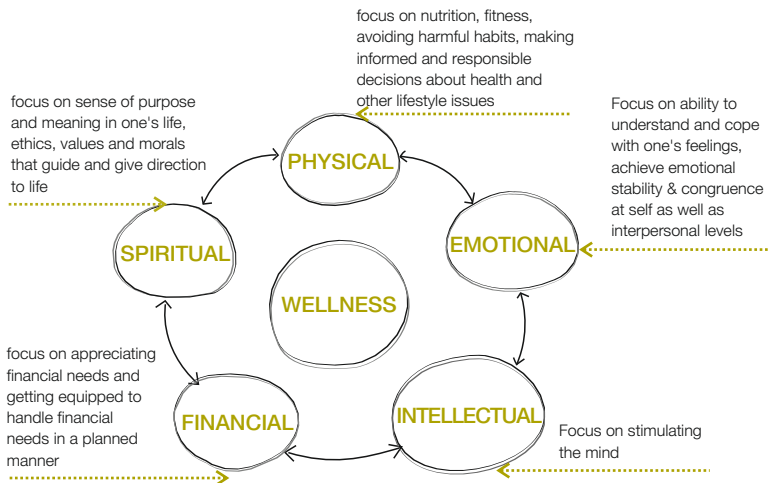 focus on nutrition, fitness,
avoiding harmful habits, making
informed and responsible
decisions about health and
other lifestyle issues
focus on sense of purpose
and meaning in one's life,
ethics, values and morals
that guide and give direction
to life
Focus on ability to
understand and cope
with one's feelings,
achieve emotional
stability & congruence
at self as well as
interpersonal levels
PHYSICAL
SPIRITUAL
EMOTIONAL
WELLNESS
focus on appreciating
financial needs and
getting equipped to
handle financial
needs in a planned
manner
FINANCIAL
INTELLECTUAL
Focus on stimulating
the mind